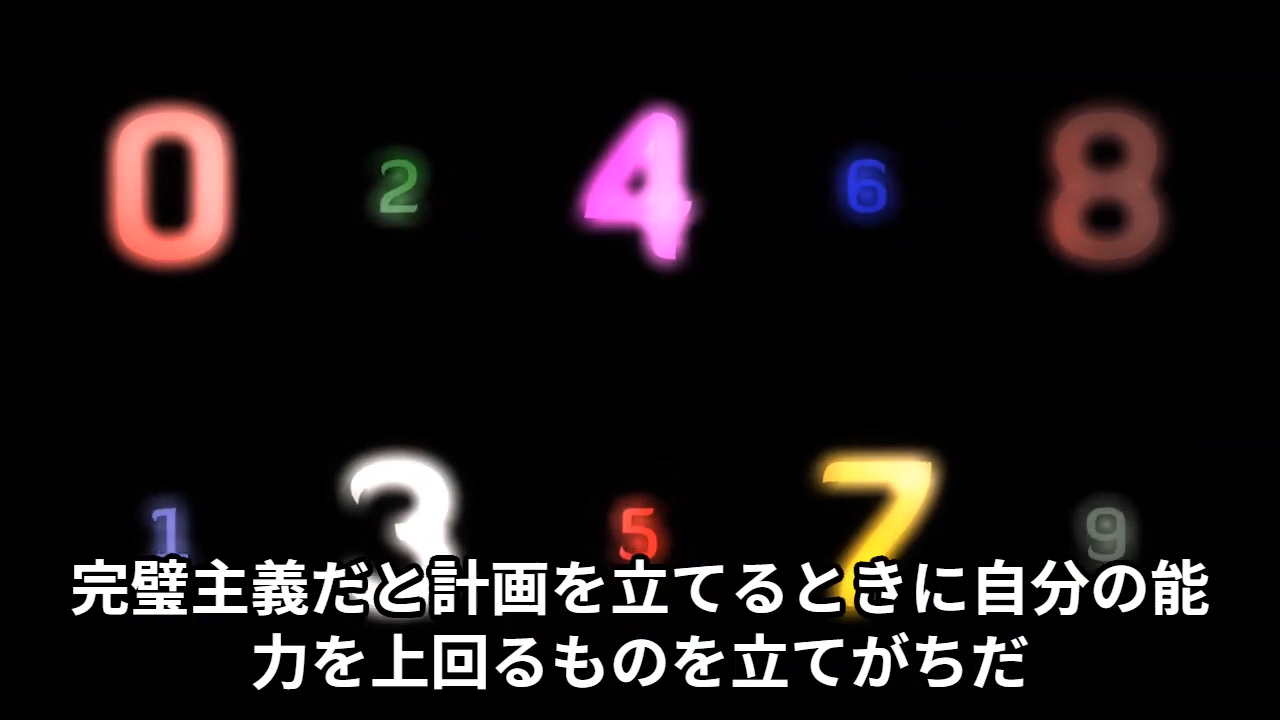 0 2 4 6 8
1 3 5 7 9
完璧主義だと計画を立てるときに自分の能
力を上回るものを立てがちだ